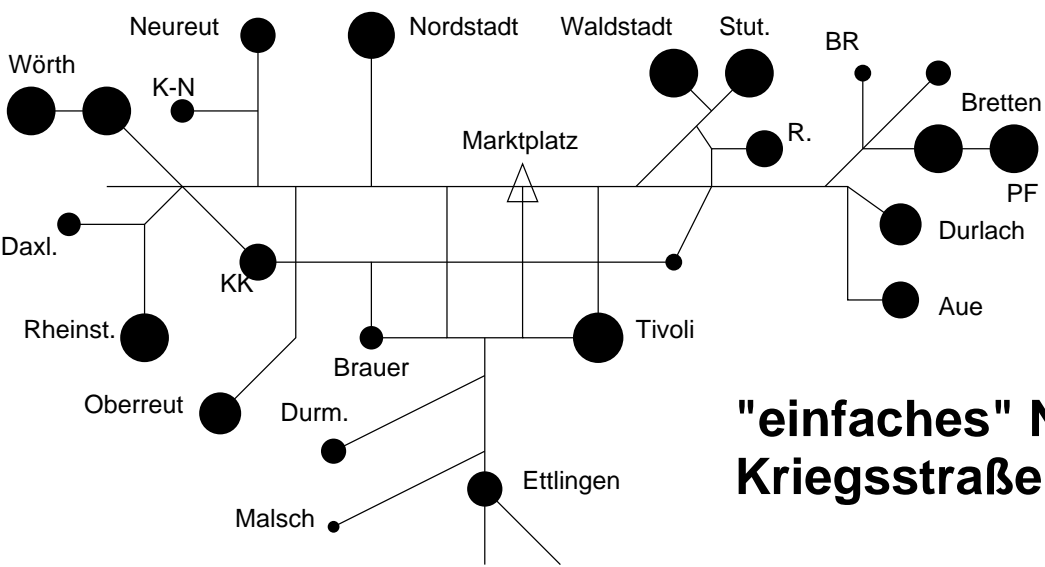 Neureut
Nordstadt
Waldstadt
Stut.
BR
Wörth
K-N
Bretten
Marktplatz
R.
PF
Daxl.
Durlach
KK
Rheinst.
Aue
Tivoli
Brauer
Oberreut
Durm.
"einfaches" N
Kriegsstraße
Ettlingen
Malsch